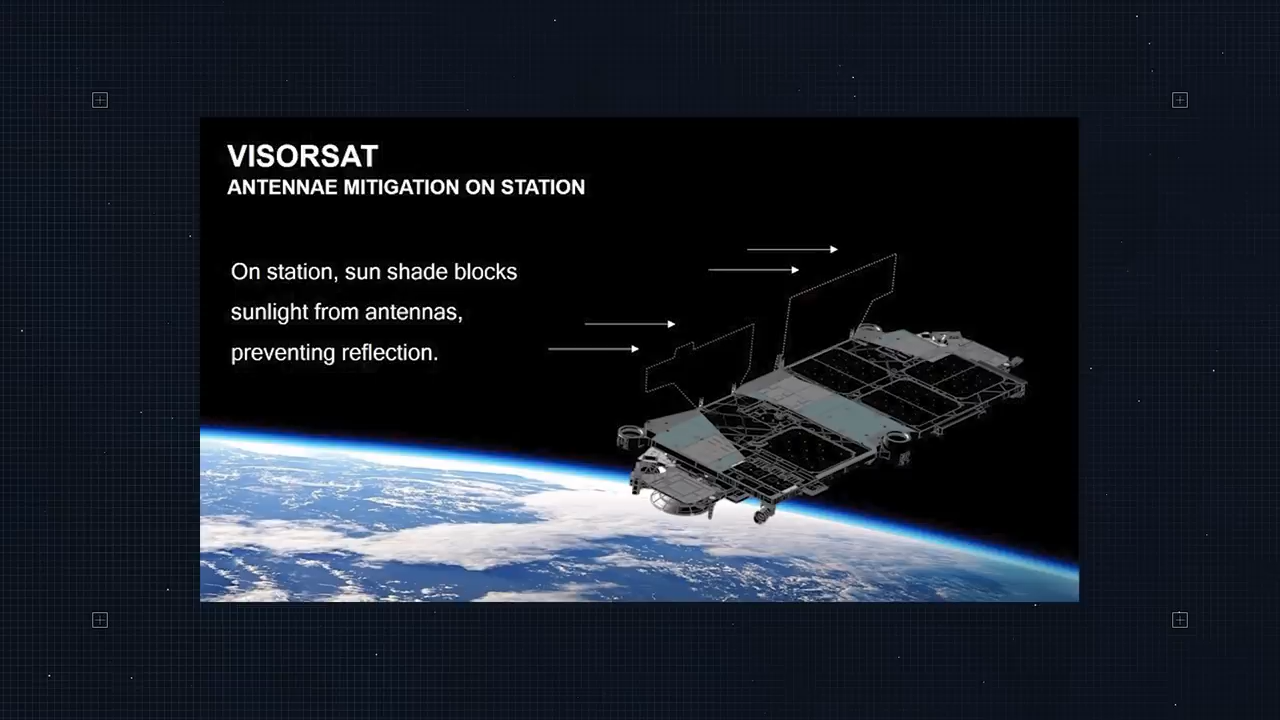 VISORSAT
ANTENNAE MITIGATION ON STATION
On station, sun shade blocks
sunlight from antennas,
preventing reflection.